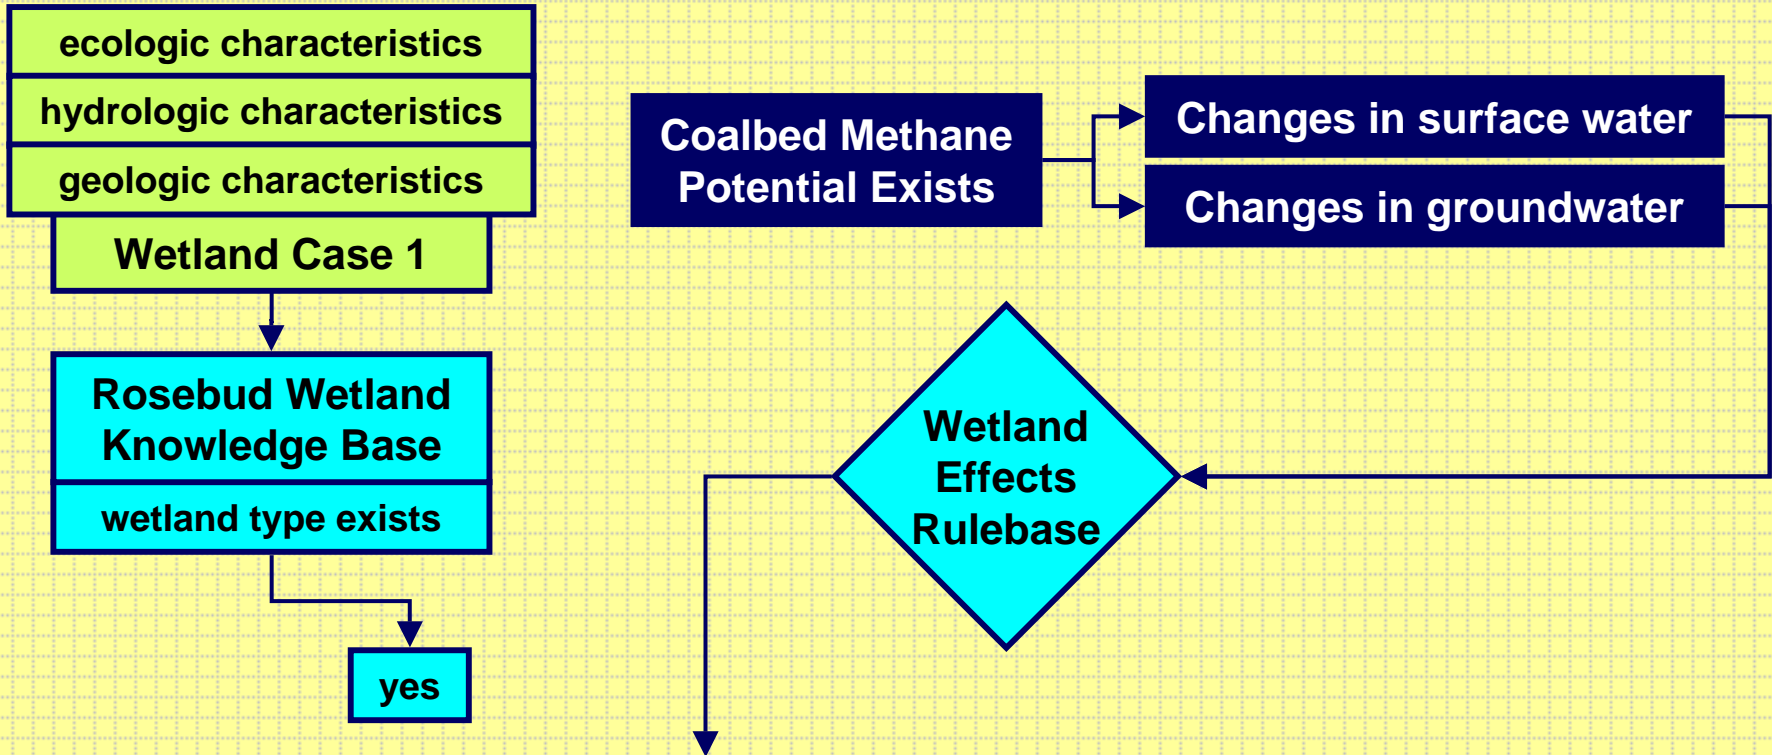 ecologic characteristics
hydrologic characteristics
geologic characteristics
Wetland Case 1
Rosebud Wetland
Knowledge Base
wetland type exists
yes
Coalbed Methane
Potential Exists
Changes in surface water
Changes in groundwater
Wetland
Effects
Rulebase